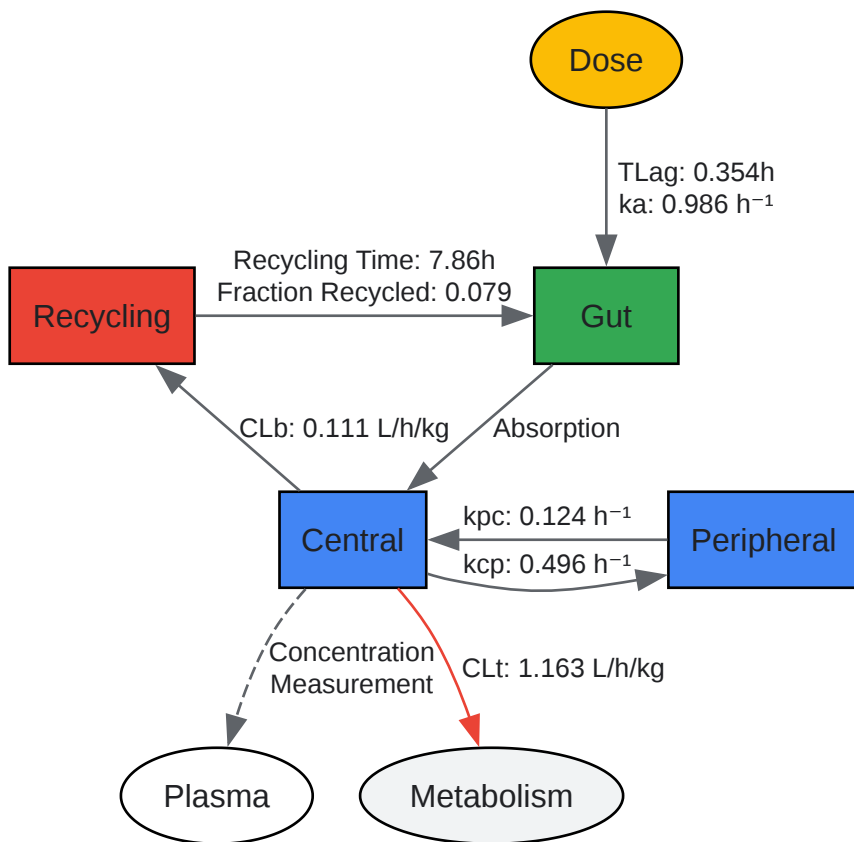 Dose
TLag: 0.354h
ka: 0.986 h⁻¹
Recycling Time: 7.86h
Fraction Recycled: 0.079
Recycling
Gut
CLb: 0.111 L/h/kg
Absorption
kpc: 0.124 h⁻¹
Central
Peripheral
kcp: 0.496 h⁻¹
Concentration
Measurement
CLt: 1.163 L/h/kg
Plasma
Metabolism